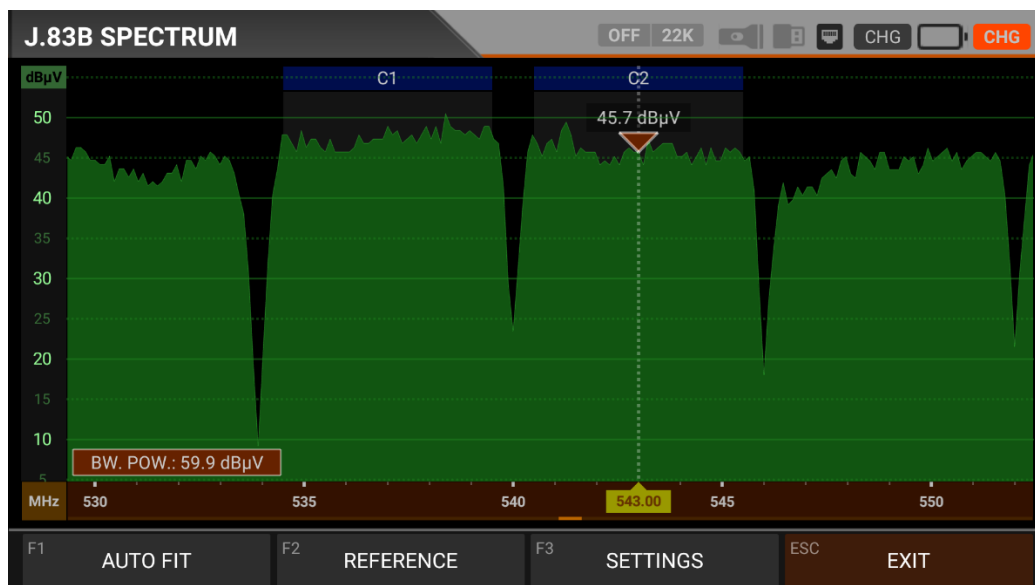 J.83B SPECTRUM
OFF 22K CHG CHG
dBµV
C1 C2
45.7 dBµV
50
45
40
35
30
25
20
15
10
5
BW. POW.: 59.9 dBµV
MHz 530 535 540 543.00 545 550
F1 AUTO FIT F2 REFERENCE F3 SETTINGS ESC EXIT